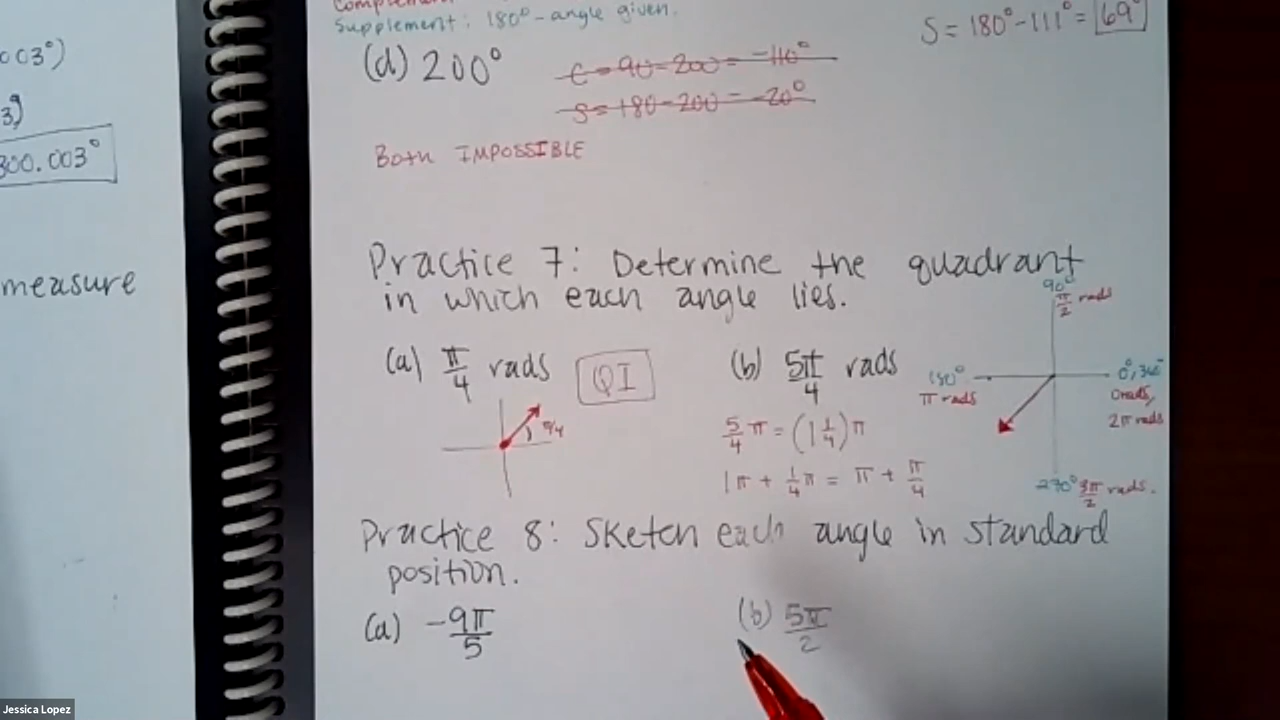 003°)
3)
300.003°
measure
Supplement: 180°-angle given.
S = 180° - 111° = 69°
(d) 200°
C = 90 - 200 = -110°
S = 180 - 200 = -20°
Both IMPOSSIBLE
Practice 7: Determine the quadrant
in which each angle lies.
(a) π/4 rads
QI
π/4
(b) 5π/4 rads
5/4 π = (1 1/4)π
1π + 1/4 π = π + π/4
90°
π/2 rads
180°
π rads
0°, 360°
0 rads,
2π rads
270° 3π/2 rads.
Practice 8: Sketch each angle in standard
position.
(a) -9π/5
(b) 5π/2
Jessica Lopez